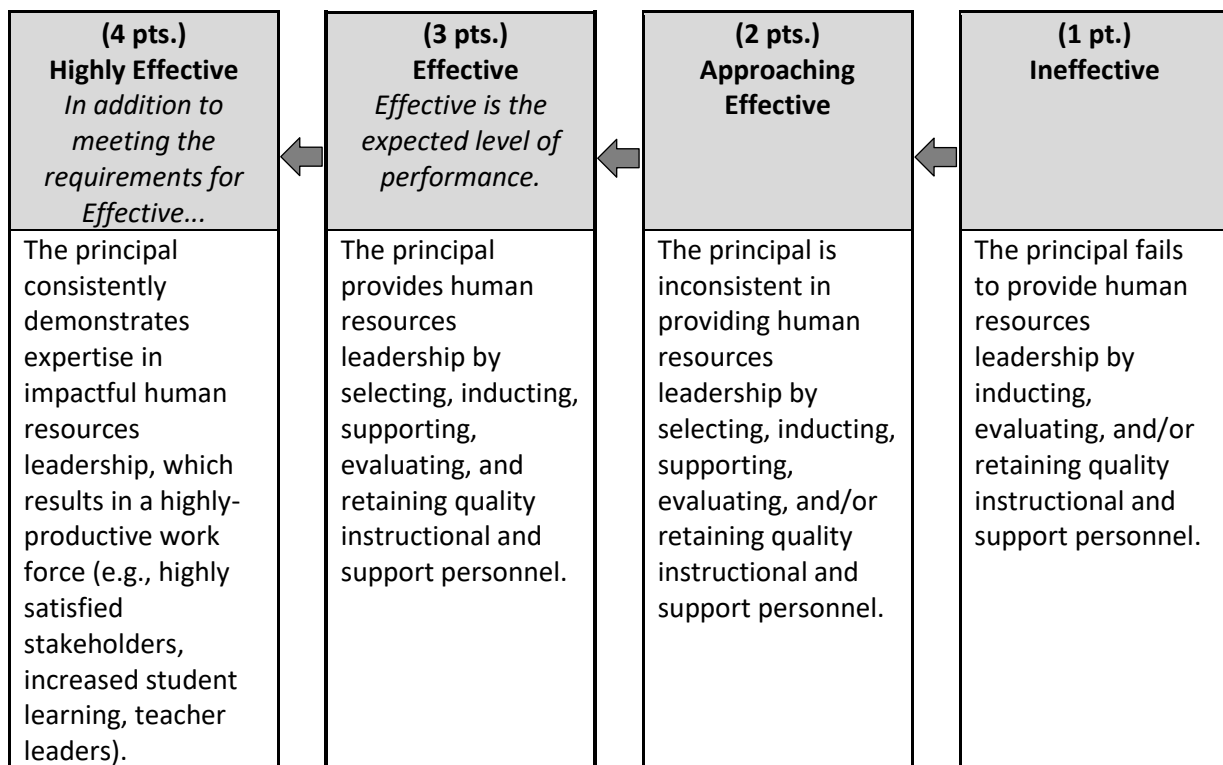 (4 pts.)
Highly Effective
In addition to
meeting the
requirements for
Effective...
The principal
consistently
demonstrates
expertise in
impactful human
resources
leadership, which
results in a highly-
productive work
force (e.g., highly
satisfied
stakeholders,
increased student
learning, teacher
leaders).
(3 pts.)
Effective
Effective is the
expected level of
performance.
The principal
provides human
resources
leadership by
selecting, inducting,
supporting,
evaluating, and
retaining quality
instructional and
support personnel.
(2 pts.)
Approaching
Effective
The principal is
inconsistent in
providing human
resources
leadership by
selecting, inducting,
supporting,
evaluating, and/or
retaining quality
instructional and
support personnel.
(1 pt.)
Ineffective
The principal fails
to provide human
resources
leadership by
inducting,
evaluating, and/or
retaining quality
instructional and
support personnel.